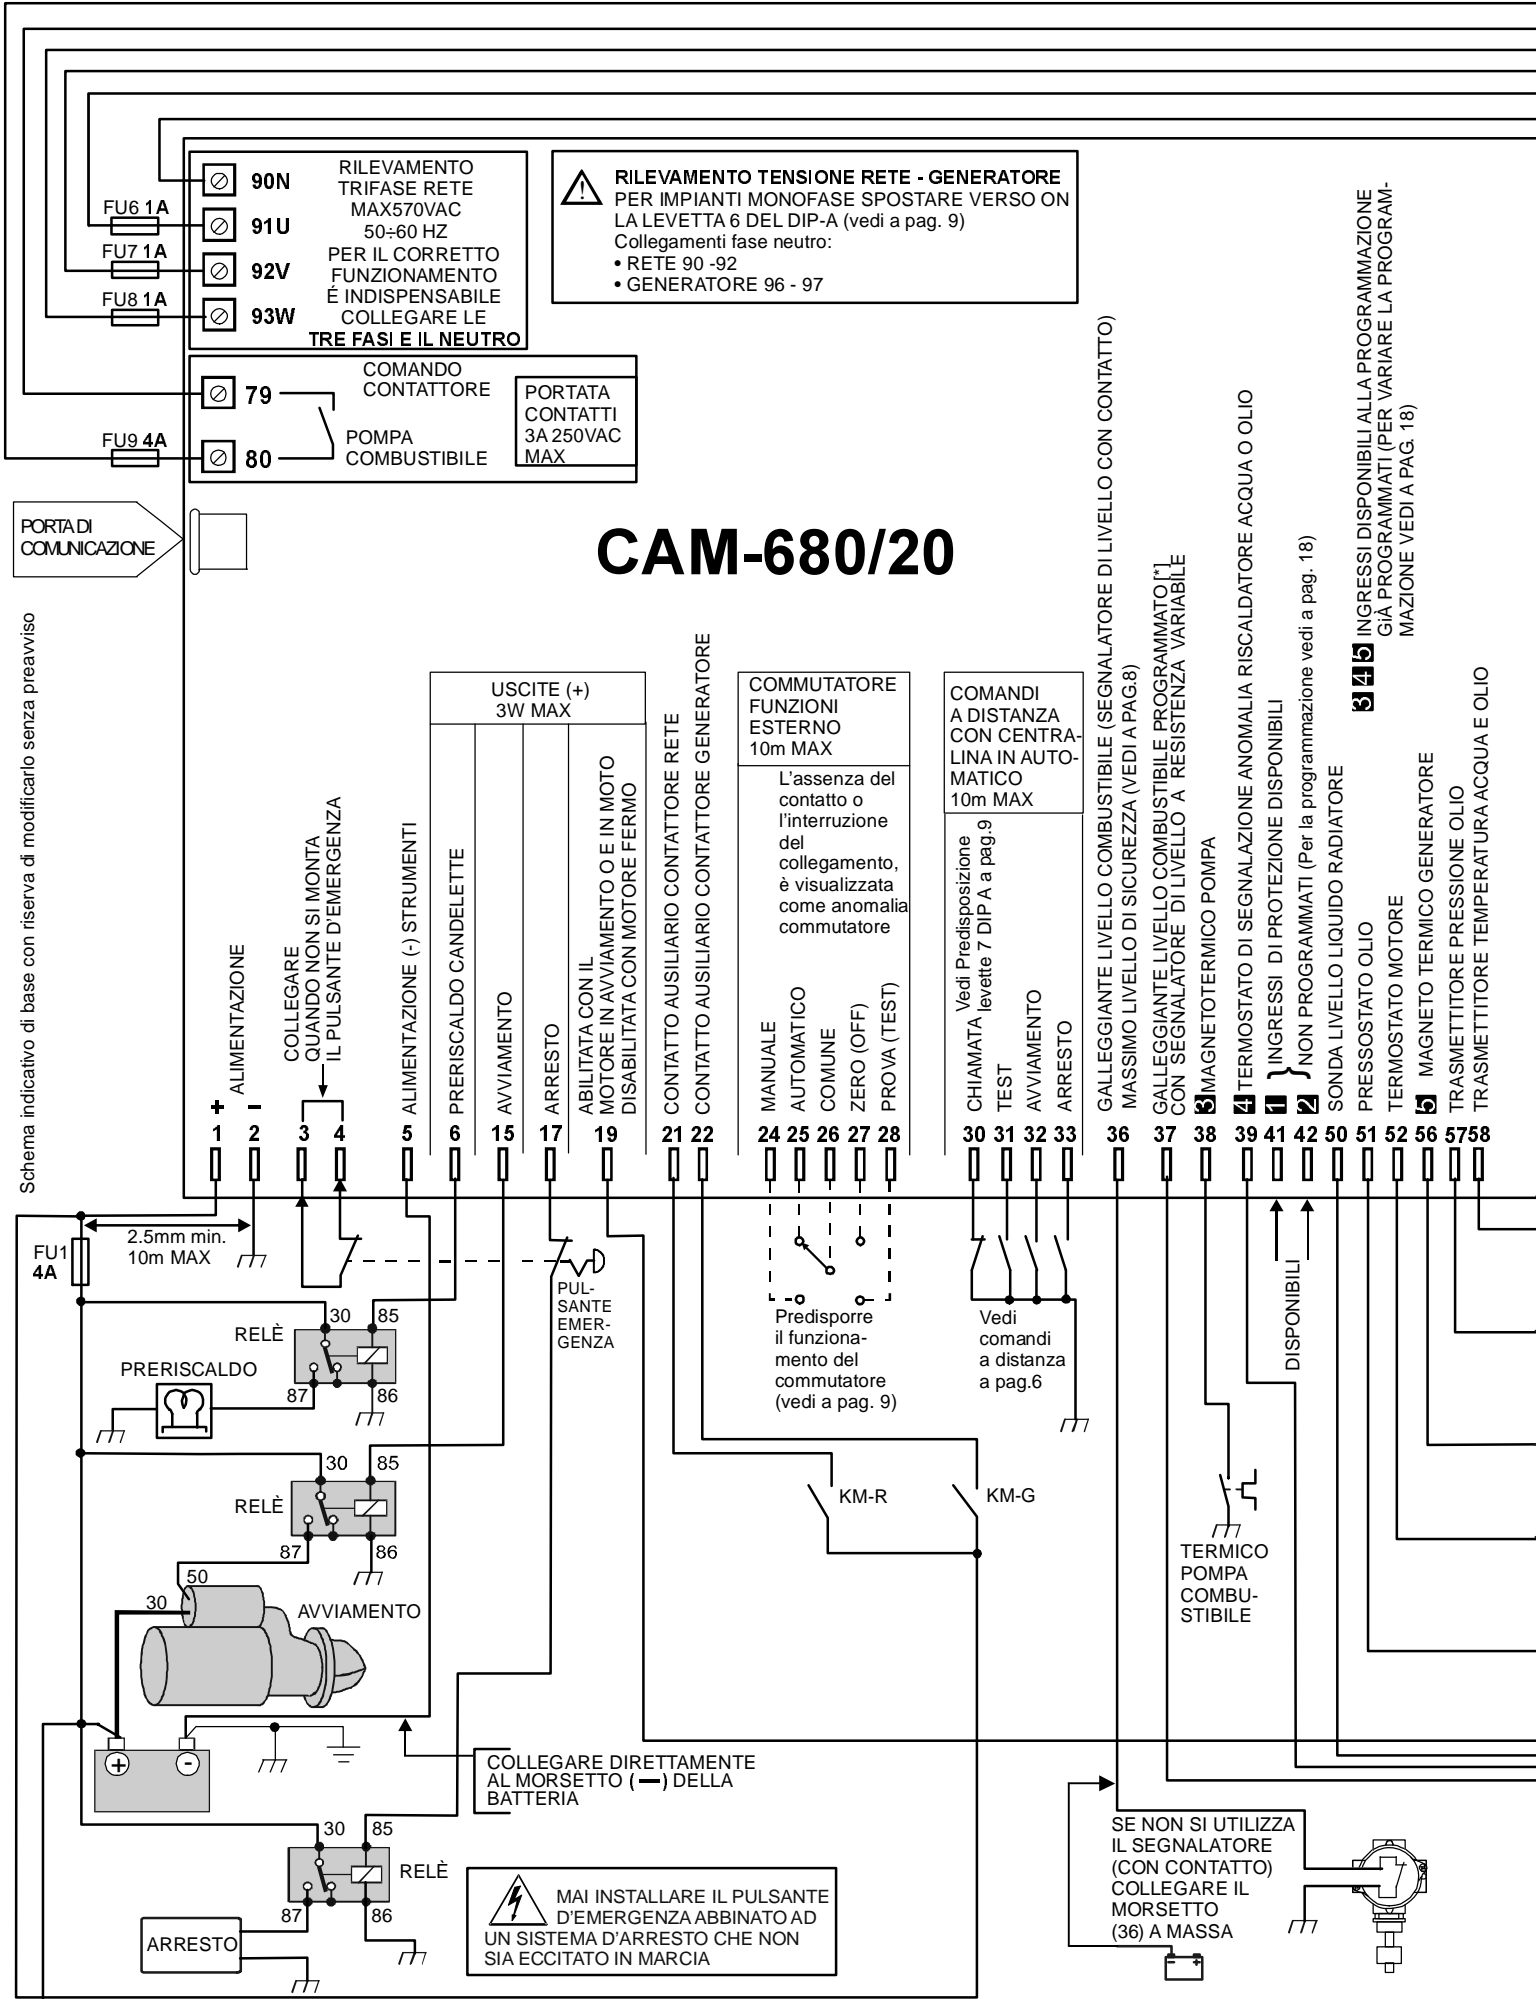 90N
91U
92V
93W
FU6 1A
FU7 1A
FU8 1A
RILEVAMENTO
TRIFASE RETE
MAX570VAC
50÷60 HZ
PER IL CORRETTO
FUNZIONAMENTO
É INDISPENSABILE
COLLEGARE LE
TRE FASI E IL NEUTRO
RILEVAMENTO TENSIONE RETE - GENERATORE
PER IMPIANTI MONOFASE SPOSTARE VERSO ON
LA LEVETTA 6 DEL DIP-A (vedi a pag. 9)
Collegamenti fase neutro:
• RETE 90 -92
• GENERATORE 96 - 97
79
80
FU9 4A
COMANDO
CONTATTORE
POMPA
COMBUSTIBILE
PORTATA
CONTATTI
3A 250VAC
MAX
PORTA DI
COMUNICAZIONE
CAM-680/20
Schema indicativo di base con riserva di modificarlo senza preavviso
ALIMENTAZIONE
+ −
COLLEGARE
QUANDO NON SI MONTA
IL PULSANTE D'EMERGENZA
ALIMENTAZIONE (-) STRUMENTI
USCITE (+)
3W MAX
PRERISCALDO CANDELETTE
AVVIAMENTO
ARRESTO
ABILITATA CON IL
MOTORE IN AVVIAMENTO O E IN MOTO
DISABILITATA CON MOTORE FERMO
CONTATTO AUSILIARIO CONTATTORE RETE
CONTATTO AUSILIARIO CONTATTORE GENERATORE
COMMUTATORE
FUNZIONI
ESTERNO
10m MAX
L'assenza del
contatto o
l'interruzione
del
collegamento,
è visualizzata
come anomalia
commutatore
MANUALE
AUTOMATICO
COMUNE
ZERO (OFF)
PROVA (TEST)
COMANDI
A DISTANZA
CON CENTRA-
LINA IN AUTO-
MATICO
10m MAX
Vedi Predisposizione
levette 7 DIP A a pag.9
CHIAMATA
TEST
AVVIAMENTO
ARRESTO
GALLEGGIANTE LIVELLO COMBUSTIBILE (SEGNALATORE DI LIVELLO CON CONTATTO)
MASSIMO LIVELLO DI SICUREZZA (VEDI A PAG.8)
GALLEGGIANTE LIVELLO COMBUSTIBILE PROGRAMMATO [*]
CON SEGNALATORE DI LIVELLO A RESISTENZA VARIABILE
3 MAGNETOTERMICO POMPA
4 TERMOSTATO DI SEGNALAZIONE ANOMALIA RISCALDATORE ACQUA O OLIO
1 INGRESSI DI PROTEZIONE DISPONIBILI
2 NON PROGRAMMATI (Per la programmazione vedi a pag. 18)
SONDA LIVELLO LIQUIDO RADIATORE
PRESSOSTATO OLIO
TERMOSTATO MOTORE
5 MAGNETO TERMICO GENERATORE
TRASMETTITORE PRESSIONE OLIO
TRASMETTITORE TEMPERATURA ACQUA E OLIO
3 4 5 INGRESSI DISPONIBILI ALLA PROGRAMMAZIONE
GIÀ PROGRAMMATI (PER VARIARE LA PROGRAM-
MAZIONE VEDI A PAG. 18)
1 2 3 4 5 6 15 17 19 21 22 24 25 26 27 28 30 31 32 33 36 37 38 39 41 42 50 51 52 56 57 58
2.5mm min.
10m MAX
FU1
4A
PUL-
SANTE
EMER-
GENZA
30 85
RELÈ
87 86
PRERISCALDO
30 85
RELÈ
87 86
50
30
AVVIAMENTO
+ -
COLLEGARE DIRETTAMENTE
AL MORSETTO (—) DELLA
BATTERIA
30 85
RELÈ
87 86
ARRESTO
MAI INSTALLARE IL PULSANTE
D'EMERGENZA ABBINATO AD
UN SISTEMA D'ARRESTO CHE NON
SIA ECCITATO IN MARCIA
Predisporre
il funziona-
mento del
commutatore
(vedi a pag. 9)
Vedi
comandi
a distanza
a pag.6
KM-R
KM-G
DISPONIBILI
TERMICO
POMPA
COMBU-
STIBILE
SE NON SI UTILIZZA
IL SEGNALATORE
(CON CONTATTO)
COLLEGARE IL
MORSETTO
(36) A MASSA
- +